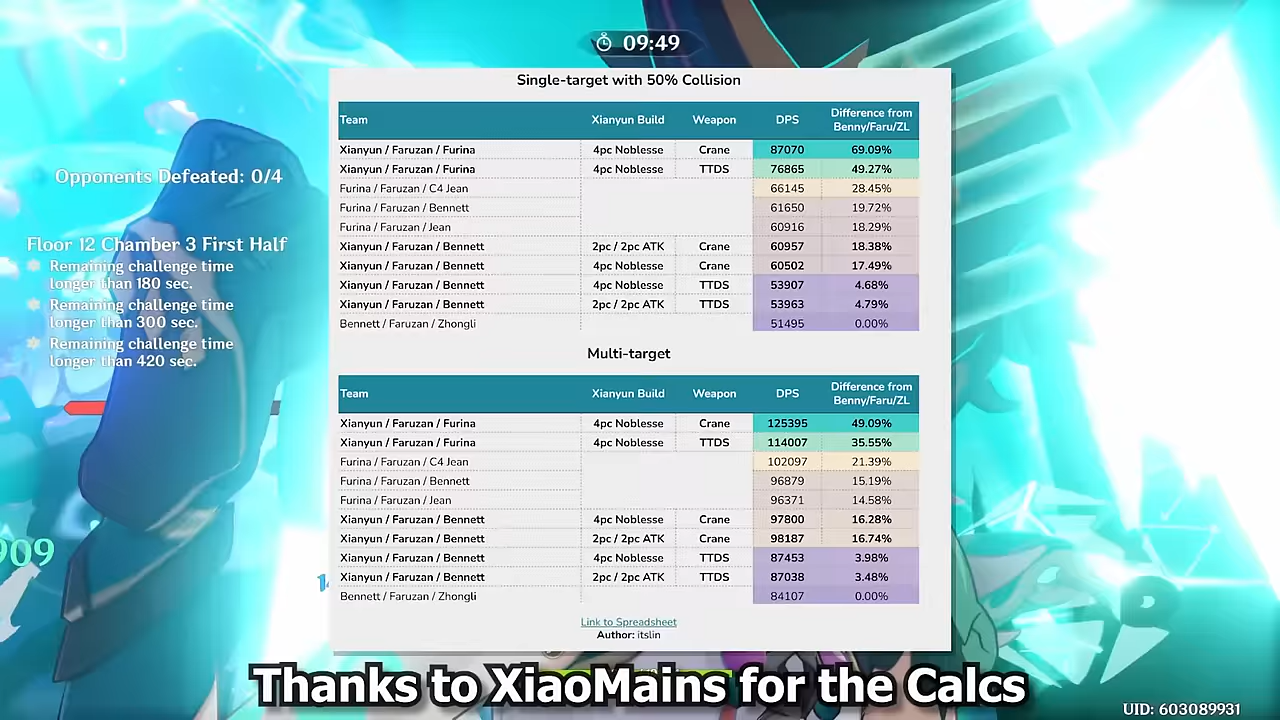 09:49
Opponents Defeated: 0/4
Floor 12 Chamber 3 First Half
Remaining challenge time
longer than 180 sec.
Remaining challenge time
longer than 300 sec.
Remaining challenge time
longer than 420 sec.
909
Single-target with 50% Collision
Team Xianyun Build Weapon DPS Difference from
Benny/Faru/ZL
Xianyun / Faruzan / Furina 4pc Noblesse Crane 87070 69.09%
Xianyun / Faruzan / Furina 4pc Noblesse TTDS 76865 49.27%
Furina / Faruzan / C4 Jean 66145 28.45%
Furina / Faruzan / Bennett 61650 19.72%
Furina / Faruzan / Jean 60916 18.29%
Xianyun / Faruzan / Bennett 2pc / 2pc ATK Crane 60957 18.38%
Xianyun / Faruzan / Bennett 4pc Noblesse Crane 60502 17.49%
Xianyun / Faruzan / Bennett 4pc Noblesse TTDS 53907 4.68%
Xianyun / Faruzan / Bennett 2pc / 2pc ATK TTDS 53963 4.79%
Bennett / Faruzan / Zhongli 51495 0.00%
Multi-target
Team Xianyun Build Weapon DPS Difference from
Benny/Faru/ZL
Xianyun / Faruzan / Furina 4pc Noblesse Crane 125395 49.09%
Xianyun / Faruzan / Furina 4pc Noblesse TTDS 114007 35.55%
Furina / Faruzan / C4 Jean 102097 21.39%
Furina / Faruzan / Bennett 96879 15.19%
Furina / Faruzan / Jean 96371 14.58%
Xianyun / Faruzan / Bennett 4pc Noblesse Crane 97800 16.28%
Xianyun / Faruzan / Bennett 2pc / 2pc ATK Crane 98187 16.74%
Xianyun / Faruzan / Bennett 4pc Noblesse TTDS 87453 3.98%
Xianyun / Faruzan / Bennett 2pc / 2pc ATK TTDS 87038 3.48%
Bennett / Faruzan / Zhongli 84107 0.00%
Link to Spreadsheet
Author: itslin
Thanks to XiaoMains for the Calcs
UID: 603089931